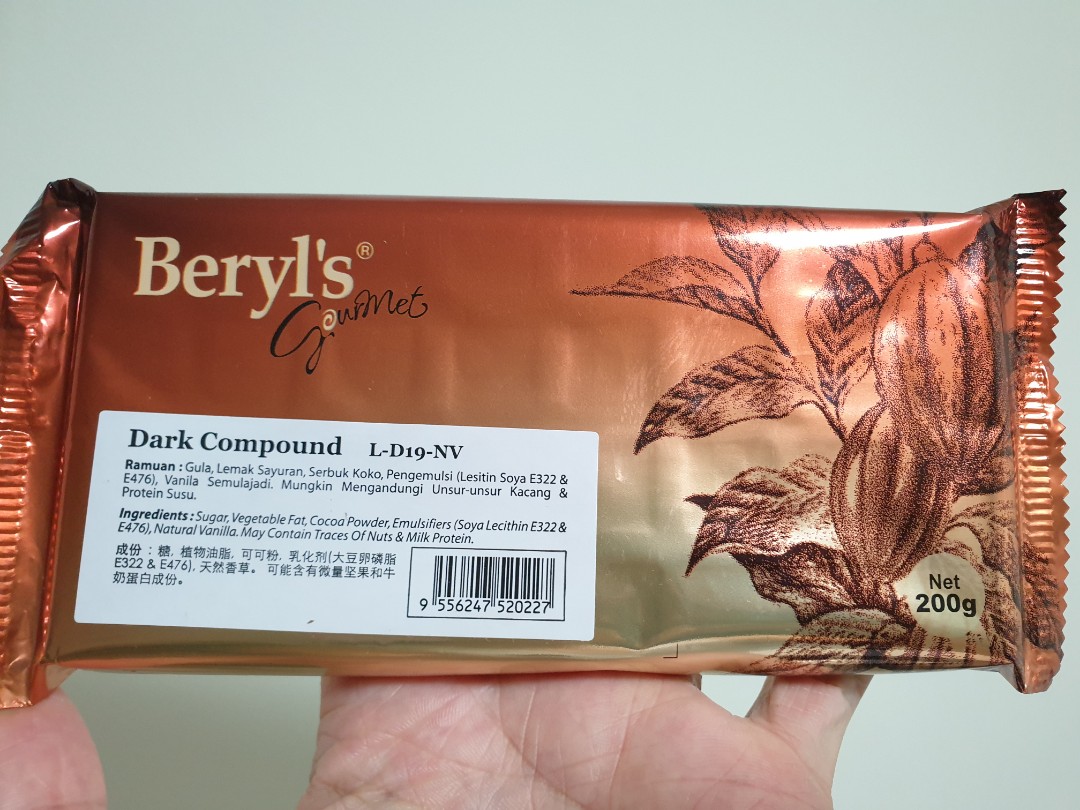 Beryl's®
Gourmet
Dark Compound L-D19-NV
Ramuan : Gula, Lemak Sayuran, Serbuk Koko, Pengemulsi (Lesitin Soya E322 &
E476), Vanila Semulajadi. Mungkin Mengandungi Unsur-unsur Kacang &
Protein Susu.
Ingredients : Sugar, Vegetable Fat, Cocoa Powder, Emulsifiers (Soya Lecithin E322 &
E476), Natural Vanilla. May Contain Traces Of Nuts & Milk Protein.
成份 : 糖, 植物油脂, 可可粉, 乳化剂(大豆卵磷脂
E322 & E476), 天然香草。 可能含有微量坚果和牛
奶蛋白成份。
9 556247 520227
Net
200g